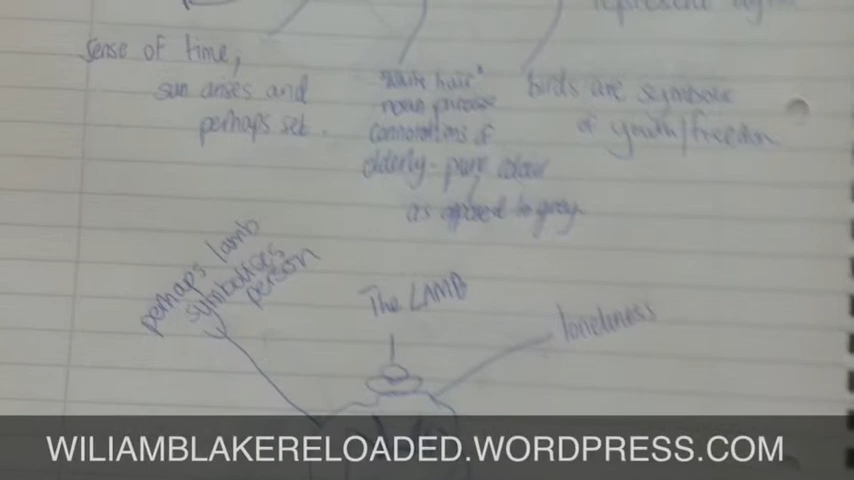 represent
sense of time,
sun arises and
perhaps set.
"white hair"
noun phrase
connotations of
elderly - pure colour
as opposed to grey
birds are symbolic
of youth/freedom
perhaps lamb
symbolises
person
The LAMB
loneliness
WILIAMBLAKERELOADED.WORDPRESS.COM